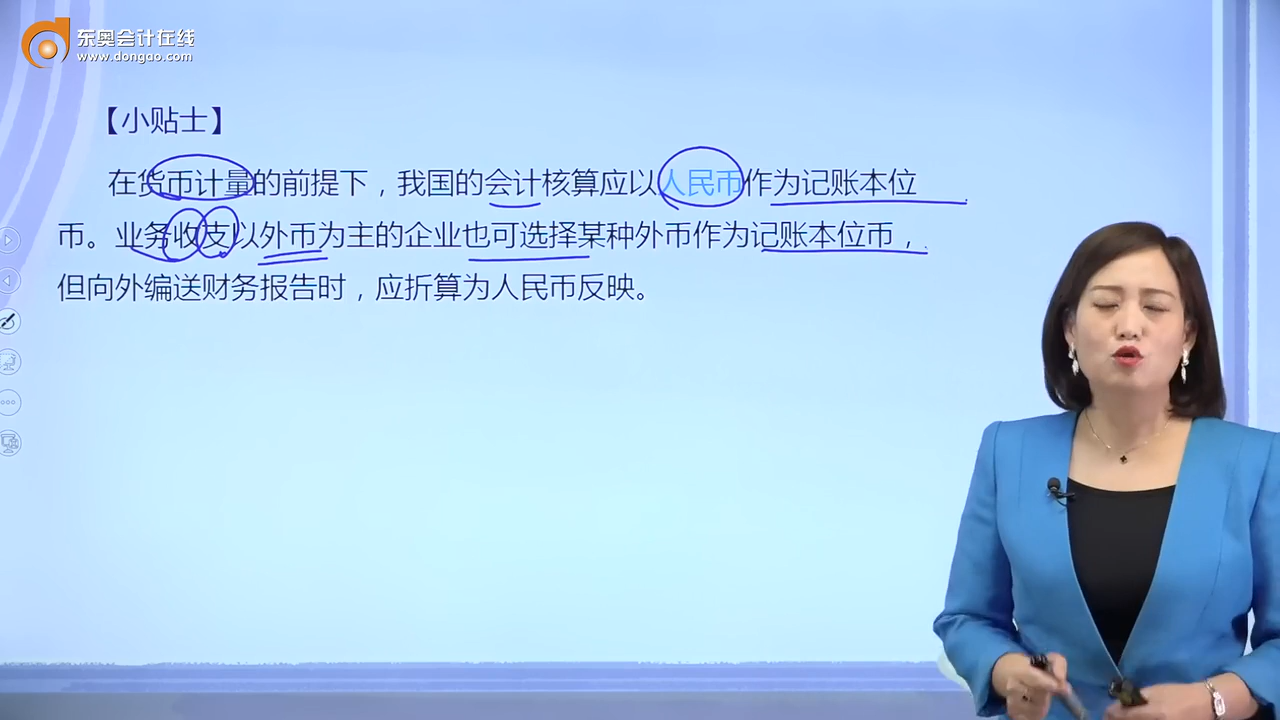 东奥会计在线
www.dongao.com
【小贴士】
在货币计量的前提下，我国的会计核算应以人民币作为记账本位
币。业务收支以外币为主的企业也可选择某种外币作为记账本位币，
但向外编送财务报告时，应折算为人民币反映。